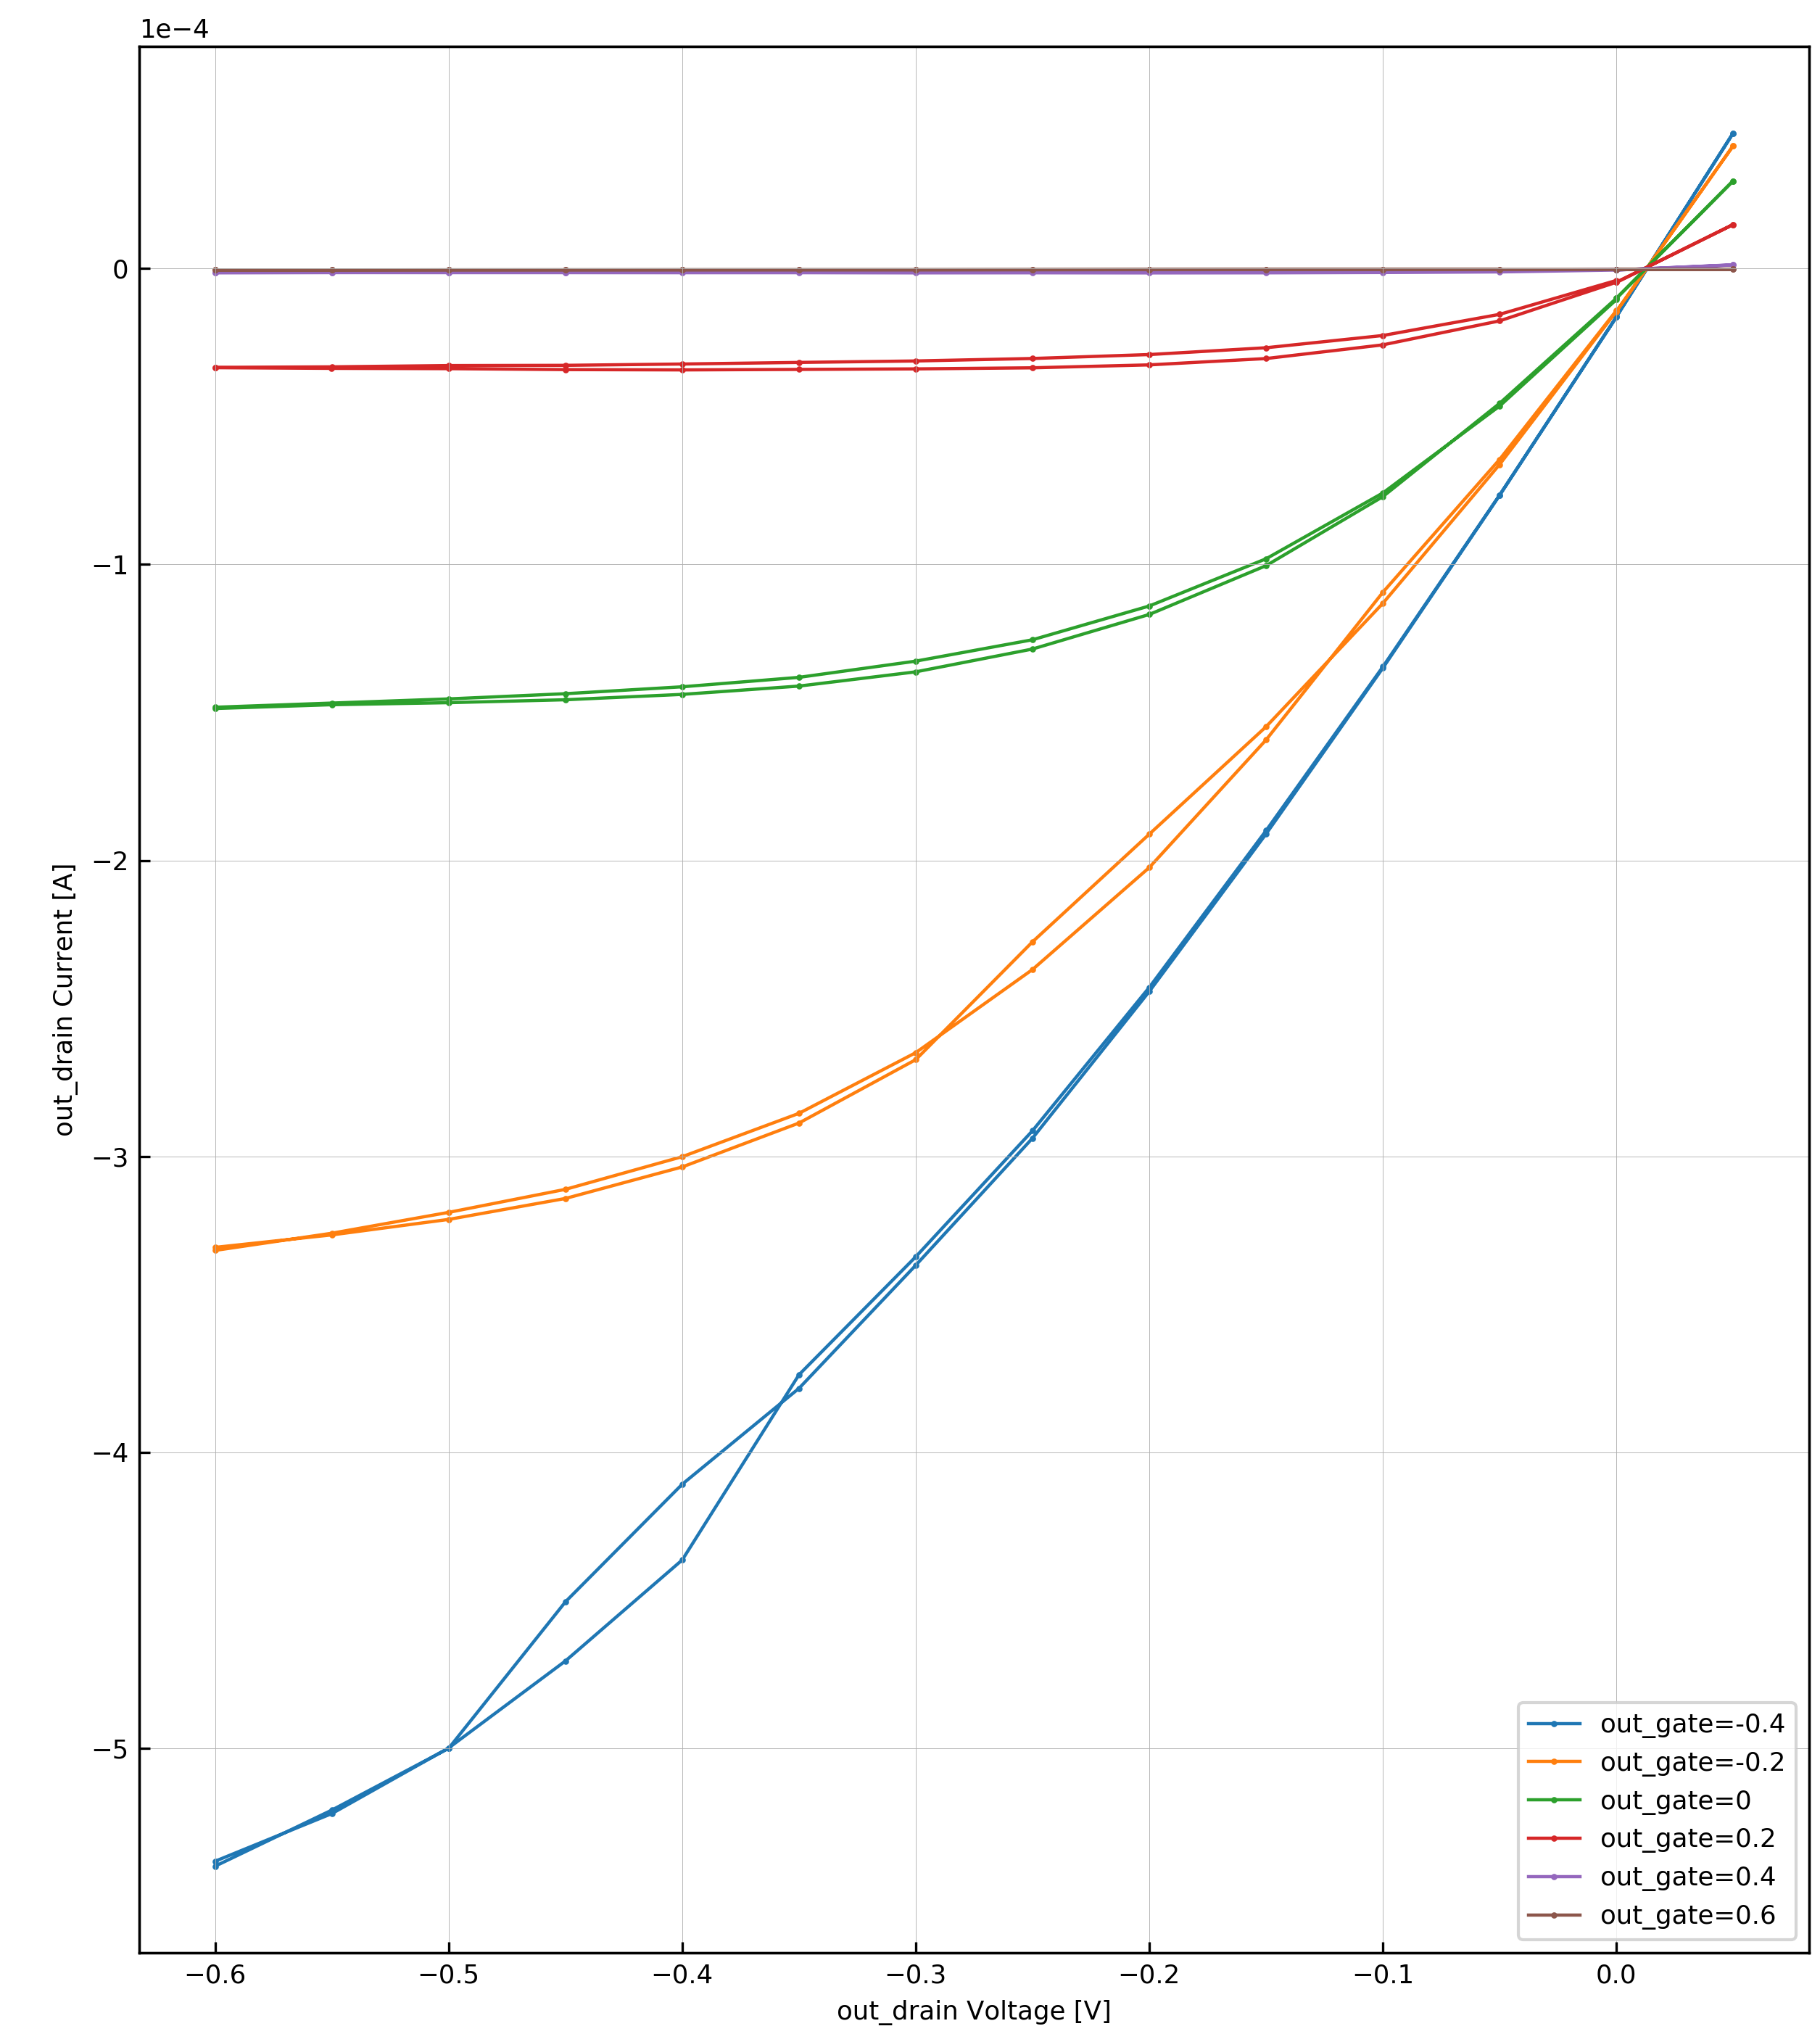 1e−4
0
−1
−2
−3
−4
−5
out_drain Current [A]
−0.6
−0.5
−0.4
−0.3
−0.2
−0.1
0.0
out_drain Voltage [V]
out_gate=-0.4
out_gate=-0.2
out_gate=0
out_gate=0.2
out_gate=0.4
out_gate=0.6